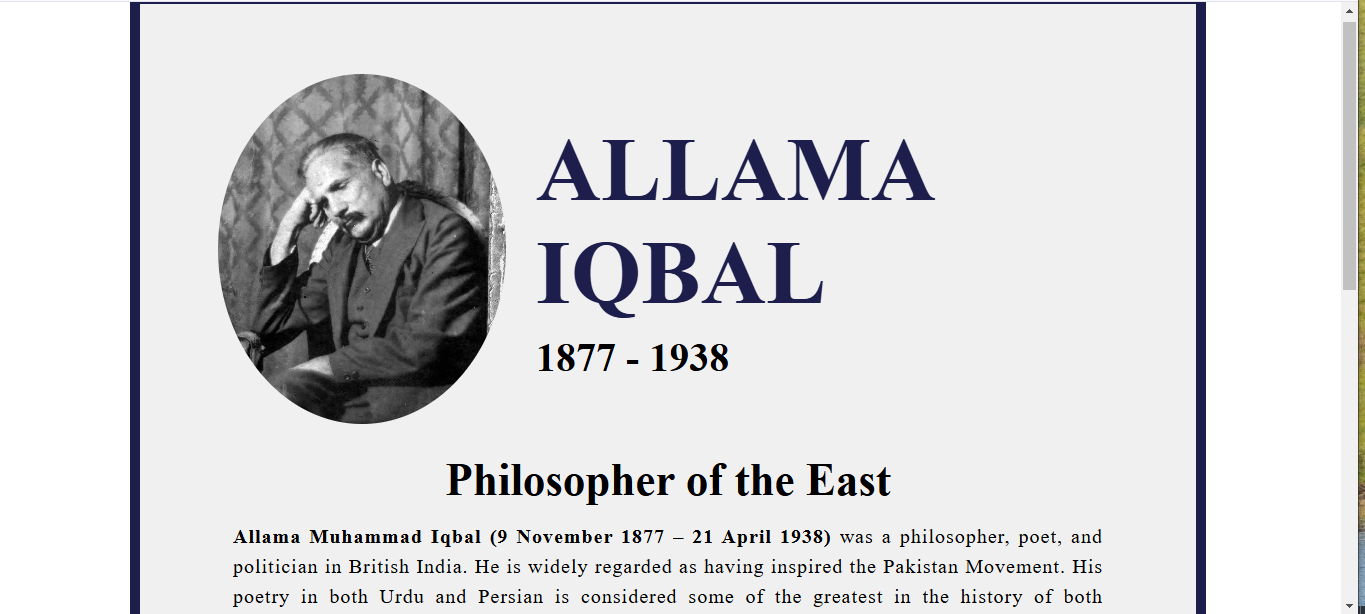 ALLAMA
IQBAL
1877 - 1938
Philosopher of the East
Allama Muhammad Iqbal (9 November 1877 – 21 April 1938) was a philosopher, poet, and
politician in British India. He is widely regarded as having inspired the Pakistan Movement. His
poetry in both Urdu and Persian is considered some of the greatest in the history of both